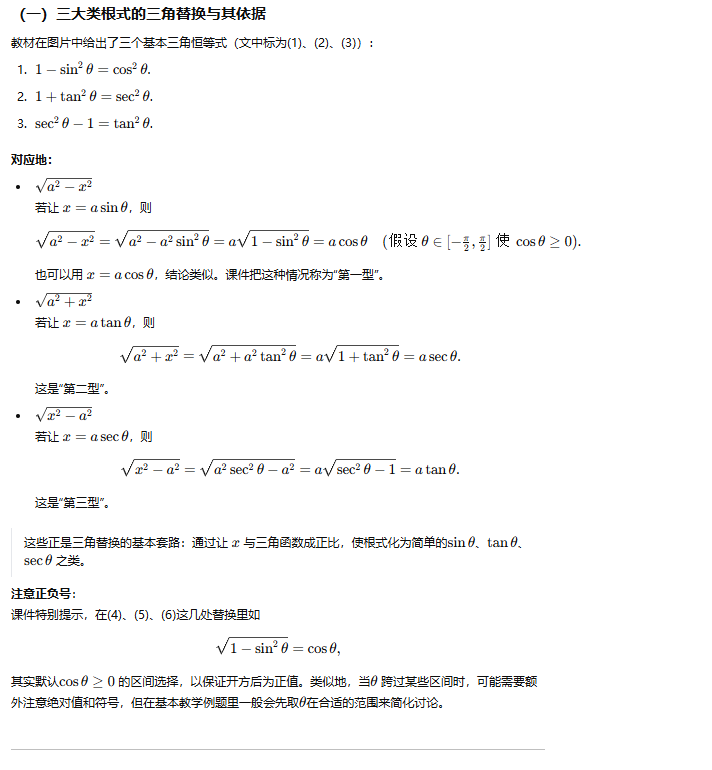 （一）三大类根式的三角替换与其依据
教材在图片中给出了三个基本三角恒等式（文中标为(1)、(2)、(3)）：
1. 1 − sin² θ = cos² θ.
2. 1 + tan² θ = sec² θ.
3. sec² θ − 1 = tan² θ.
对应地：
• √(a² − x²)
若让 x = a sin θ，则
√(a² − x²) = √(a² − a² sin² θ) = a√(1 − sin² θ) = a cos θ （假设 θ ∈ [−π/2, π/2] 使 cos θ ≥ 0).
也可以用 x = a cos θ，结论类似。课件把这种情况称为“第一型”。
• √(a² + x²)
若让 x = a tan θ，则
√(a² + x²) = √(a² + a² tan² θ) = a√(1 + tan² θ) = a sec θ.
这是“第二型”。
• √(x² − a²)
若让 x = a sec θ，则
√(x² − a²) = √(a² sec² θ − a²) = a√(sec² θ − 1) = a tan θ.
这是“第三型”。
这些正是三角替换的基本套路：通过让 x 与三角函数成正比，使根式化为简单的sin θ、tan θ、
sec θ 之类。
注意正负号：
课件特别提示，在(4)、(5)、(6)这几处替换里如
√(1 − sin² θ) = cos θ,
其实默认cos θ ≥ 0 的区间选择，以保证开方后为正值。类似地，当θ 跨过某些区间时，可能需要额
外注意绝对值和符号，但在基本教学例题里一般会先取θ在合适的范围来简化讨论。